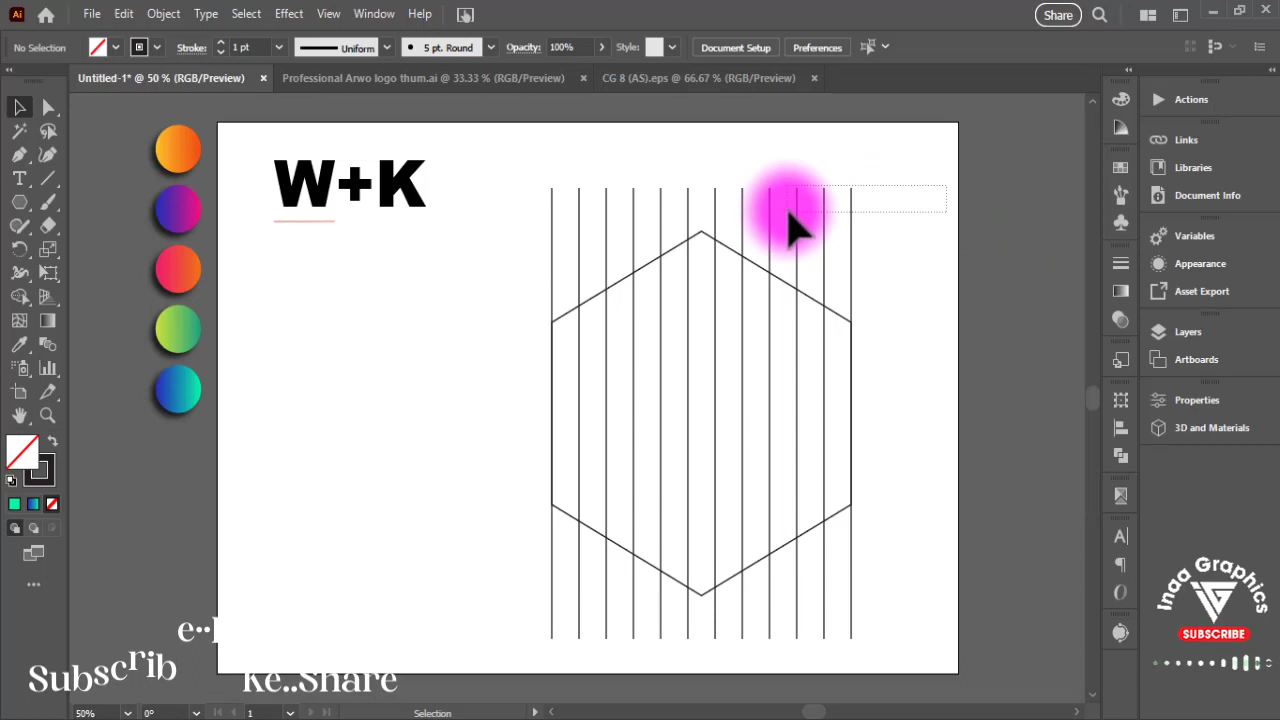 Ai File Edit Object Type Select Effect View Window Help Share
No Selection Stroke: 1 pt Uniform 5 pt. Round Opacity: 100% Style: Document Setup Preferences
Untitled-1* @ 50 % (RGB/Preview) × Professional Arwo logo thum.ai @ 33.33 % (RGB/Preview) × CG 8 (AS).eps @ 66.67 % (RGB/Preview) ×
W+K
Actions
Links
Libraries
Document Info
Variables
Appearance
Asset Export
Layers
Artboards
Properties
3D and Materials
Inaa Graphics
SUBSCRIBE
Subscrib
Ke..Share
50% 0° 1 Selection